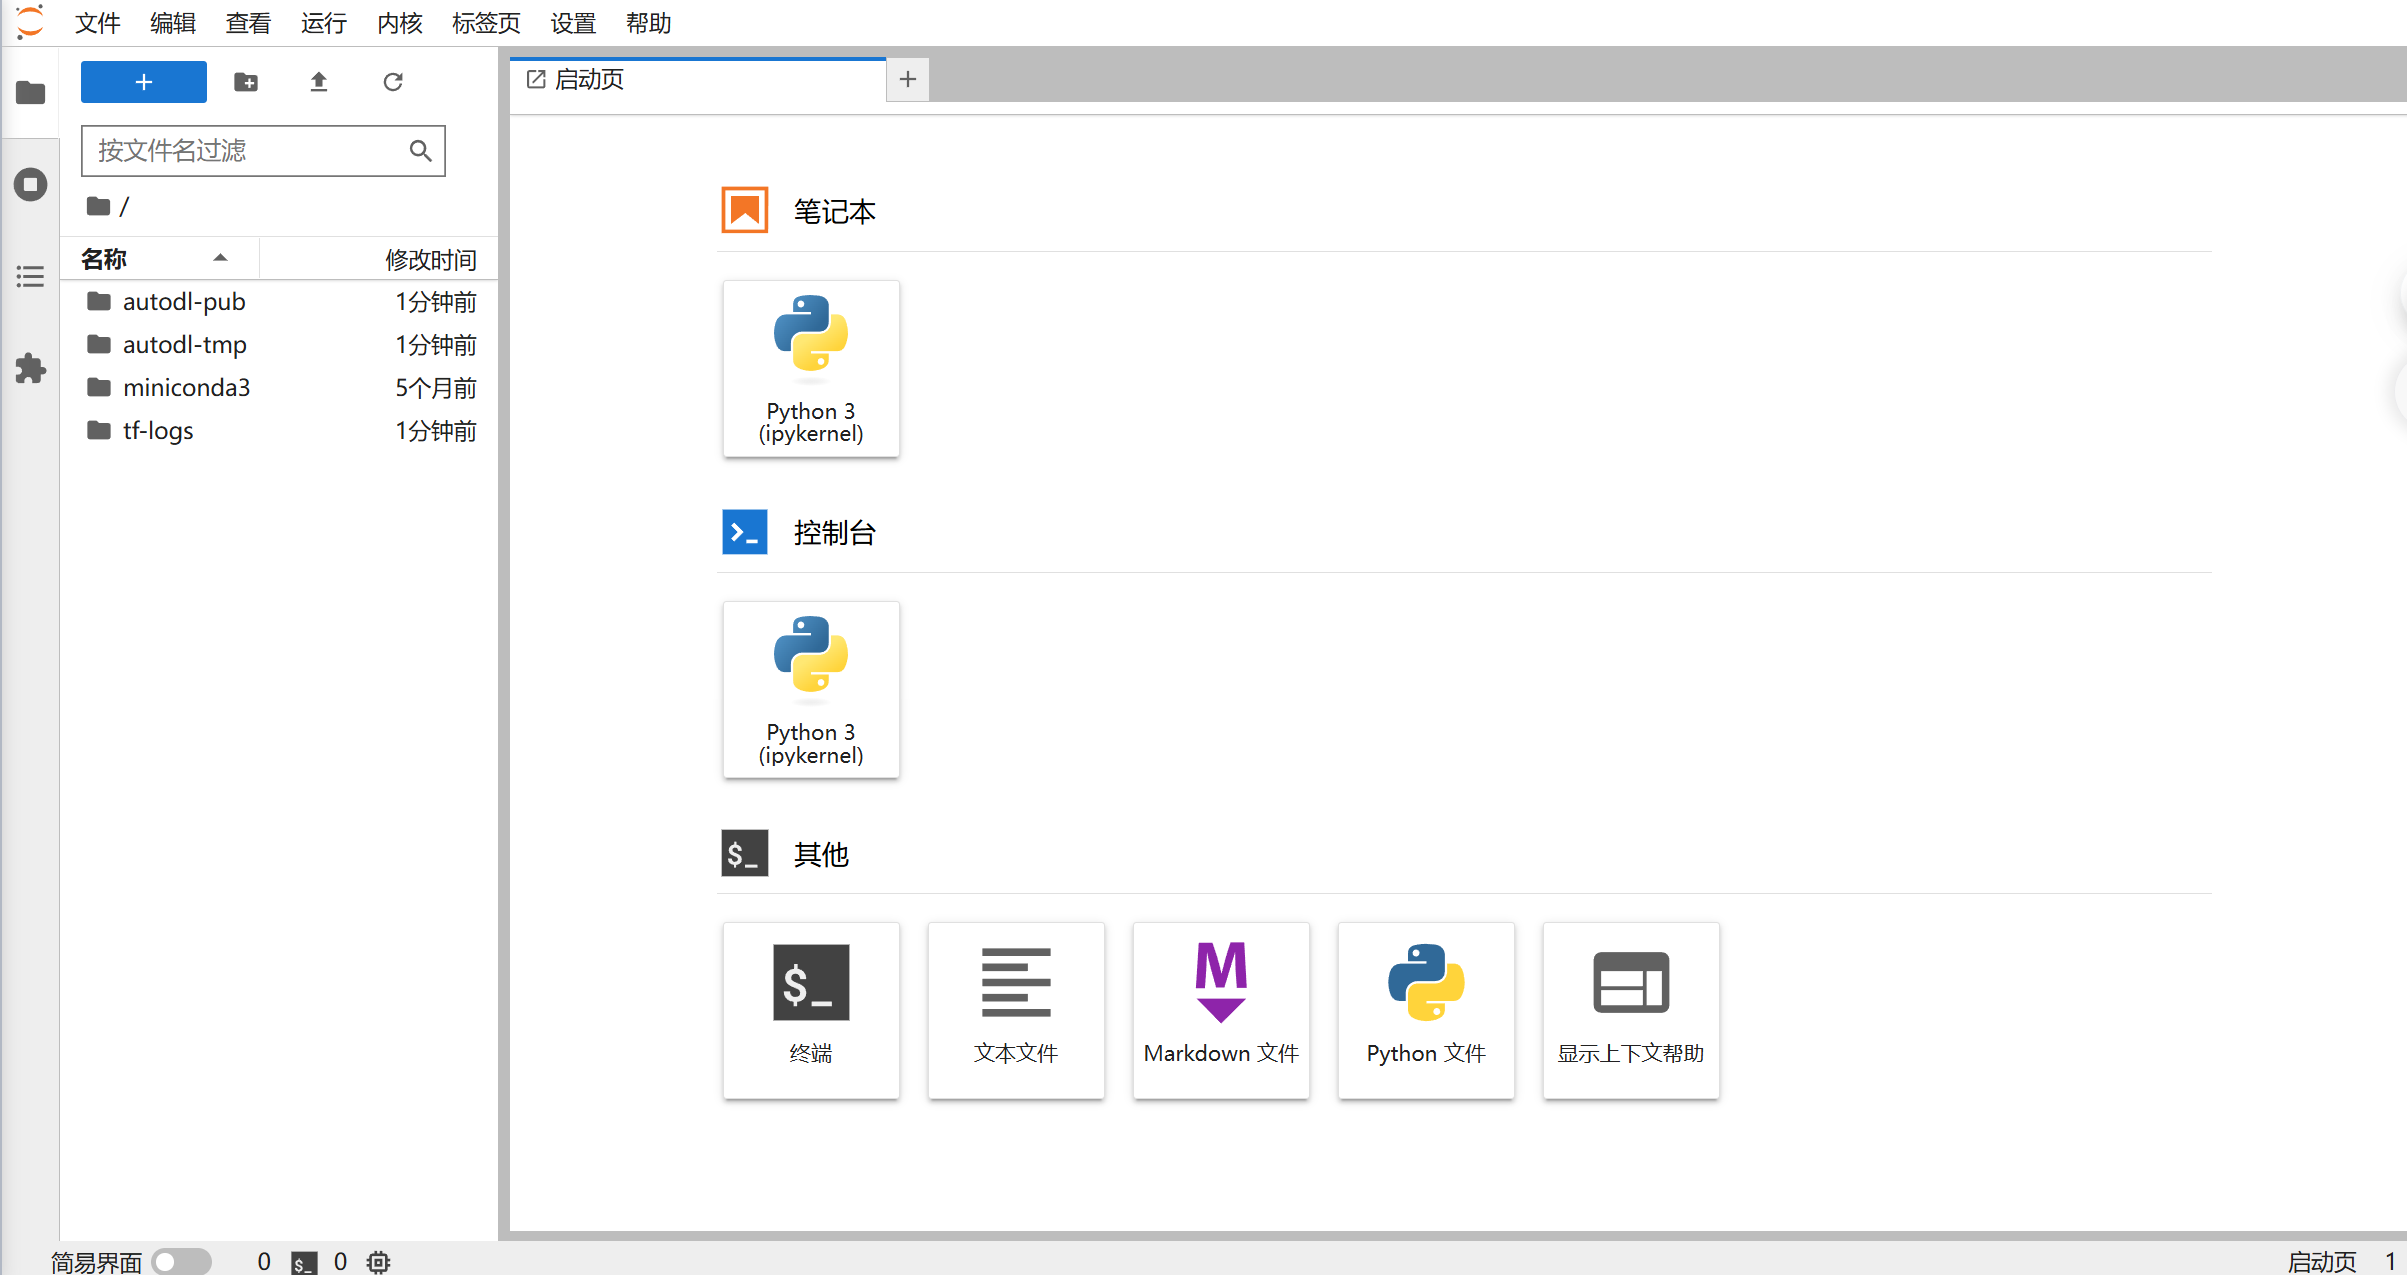 文件 编辑 查看 运行 内核 标签页 设置 帮助
启动页
按文件名过滤
/
名称 修改时间
autodl-pub 1分钟前
autodl-tmp 1分钟前
miniconda3 5个月前
tf-logs 1分钟前
笔记本
Python 3
(ipykernel)
控制台
Python 3
(ipykernel)
$_ 其他
$_
终端
文本文件
Markdown 文件
Python 文件
显示上下文帮助
简易界面 0 $_ 0 启动页 1